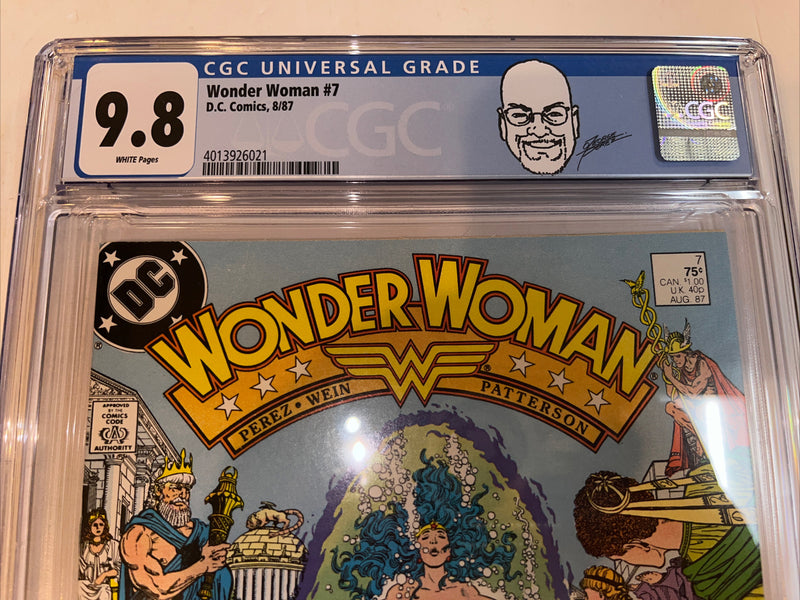 CGC UNIVERSAL GRADE
9.8
WHITE Pages
Wonder Woman #7
D.C. Comics, 8/87
4013926021
CGC
CGC
DC
WONDER WOMAN
PEREZ • WEIN PATTERSON
7
75¢
CAN. $1.00
U.K. 40p
AUG. 87
APPROVED
BY THE
COMICS
CODE
AUTHORITY